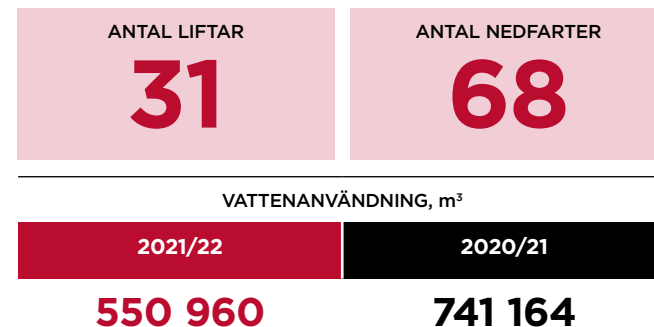 ANTAL LIFTAR
31
ANTAL NEDFARTER
68
VATTENANVÄNDNING, m³
2021/22
2020/21
550 960
741 164